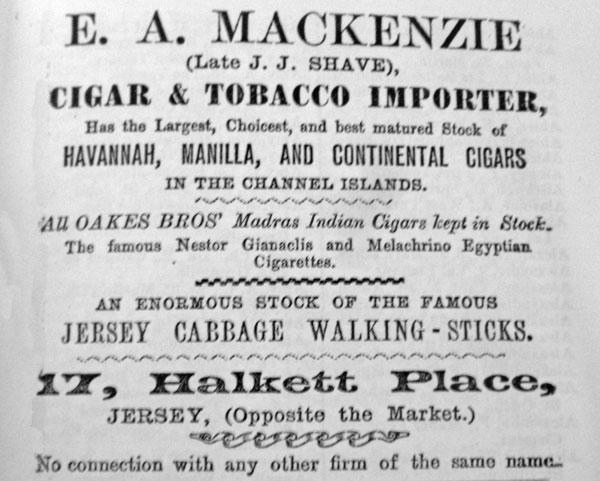 E. A. MACKENZIE
(Late J. J. SHAVE),
CIGAR & TOBACCO IMPORTER,
Has the Largest, Choicest, and best matured Stock of
HAVANNAH, MANILLA, AND CONTINENTAL CIGARS
IN THE CHANNEL ISLANDS.
All OAKES BROS' Madras Indian Cigars kept in Stock.
The famous Nestor Gianaclis and Melachrino Egyptian
Cigarettes.
AN ENORMOUS STOCK OF THE FAMOUS
JERSEY CABBAGE WALKING-STICKS.
17, Halkett Place,
JERSEY, (Opposite the Market.)
No connection with any other firm of the same name.